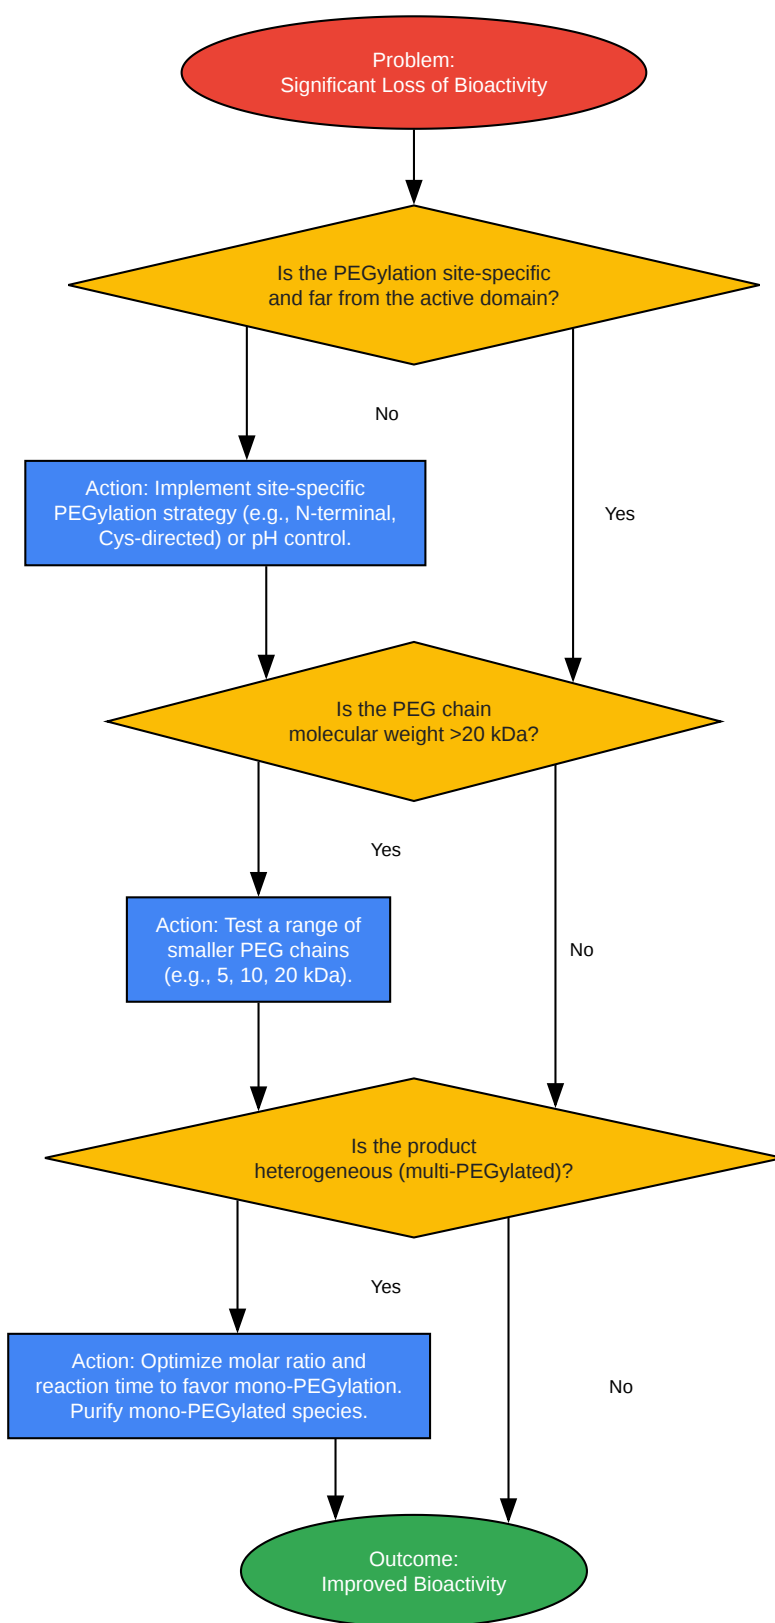 Problem:
Significant Loss of Bioactivity
Is the PEGylation site-specific
and far from the active domain?
No
Action: Implement site-specific
PEGylation strategy (e.g., N-terminal,
Cys-directed) or pH control.
Yes
Is the PEG chain
molecular weight >20 kDa?
Yes
Action: Test a range of
smaller PEG chains
(e.g., 5, 10, 20 kDa).
No
Is the product
heterogeneous (multi-PEGylated)?
Yes
Action: Optimize molar ratio and
reaction time to favor mono-PEGylation.
Purify mono-PEGylated species.
No
Outcome:
Improved Bioactivity